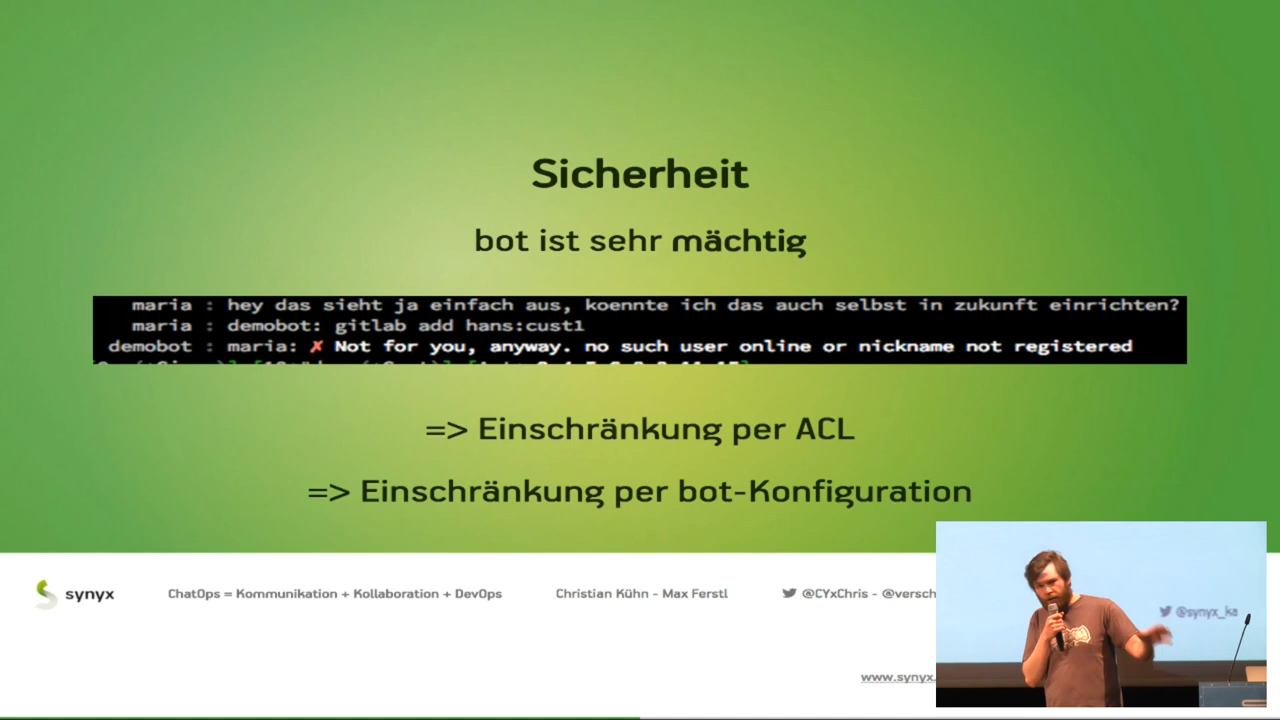 Sicherheit
bot ist sehr mächtig
maria : hey das sieht ja einfach aus, koennte ich das auch selbst in zukunft einrichten?
maria : demobot: gitlab add hans:cust1
demobot : maria: ✗ Not for you, anyway. no such user online or nickname not registered
=> Einschränkung per ACL
=> Einschränkung per bot-Konfiguration
synyx
ChatOps = Kommunikation + Kollaboration + DevOps
Christian Kühn - Max Ferstl
@CYxChris - @versch
@synyx_ka
www.synyx.